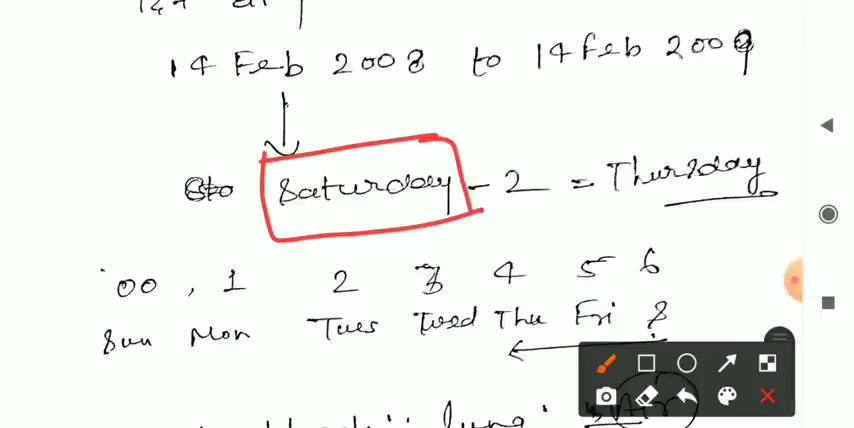 14 Feb 2008 to 14 Feb 2009
Saturday - 2 = Thursday
00, 1 2 3 4 5 6
Sun Mon Tues Wed Thu Fri